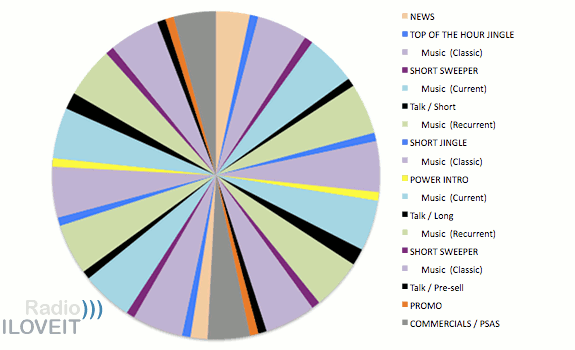 NEWS
TOP OF THE HOUR JINGLE
Music (Classic)
SHORT SWEEPER
Music (Current)
Talk / Short
Music (Recurrent)
SHORT JINGLE
Music (Classic)
POWER INTRO
Music (Current)
Talk / Long
Music (Recurrent)
SHORT SWEEPER
Music (Classic)
Talk / Pre-sell
PROMO
COMMERCIALS / PSAS
Radio
ILOVEIT